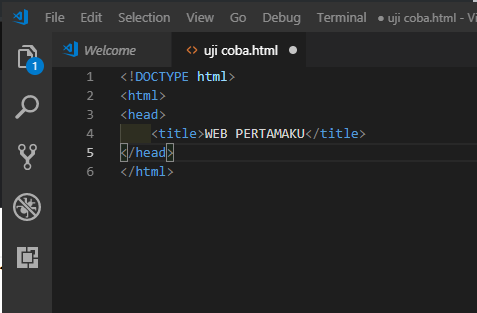 File Edit Selection View Go Debug Terminal ● uji coba.html - Vi
Welcome uji coba.html ●
1 <!DOCTYPE html>
2 <html>
3 <head>
4     <title>WEB PERTAMAKU</title>
5 </head>
6 </html>
1